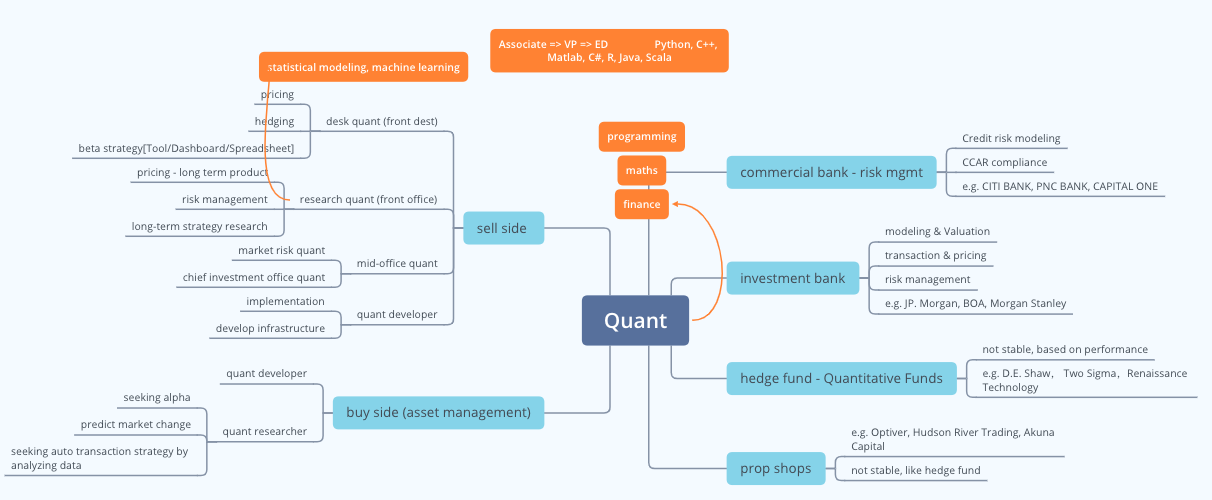 Associate => VP => ED Python, C++,
Matlab, C#, R, Java, Scala
statistical modeling, machine learning
pricing
hedging
beta strategy[Tool/Dashboard/Spreadsheet]
desk quant (front dest)
pricing - long term product
risk management
long-term strategy research
research quant (front office)
market risk quant
chief investment office quant
mid-office quant
implementation
develop infrastructure
quant developer
sell side
quant developer
seeking alpha
predict market change
seeking auto transaction strategy by
analyzing data
quant researcher
buy side (asset management)
programming
maths
finance
Quant
commercial bank - risk mgmt
Credit risk modeling
CCAR compliance
e.g. CITI BANK, PNC BANK, CAPITAL ONE
investment bank
modeling & Valuation
transaction & pricing
risk management
e.g. JP. Morgan, BOA, Morgan Stanley
hedge fund - Quantitative Funds
not stable, based on performance
e.g. D.E. Shaw， Two Sigma，Renaissance
Technology
prop shops
e.g. Optiver, Hudson River Trading, Akuna
Capital
not stable, like hedge fund